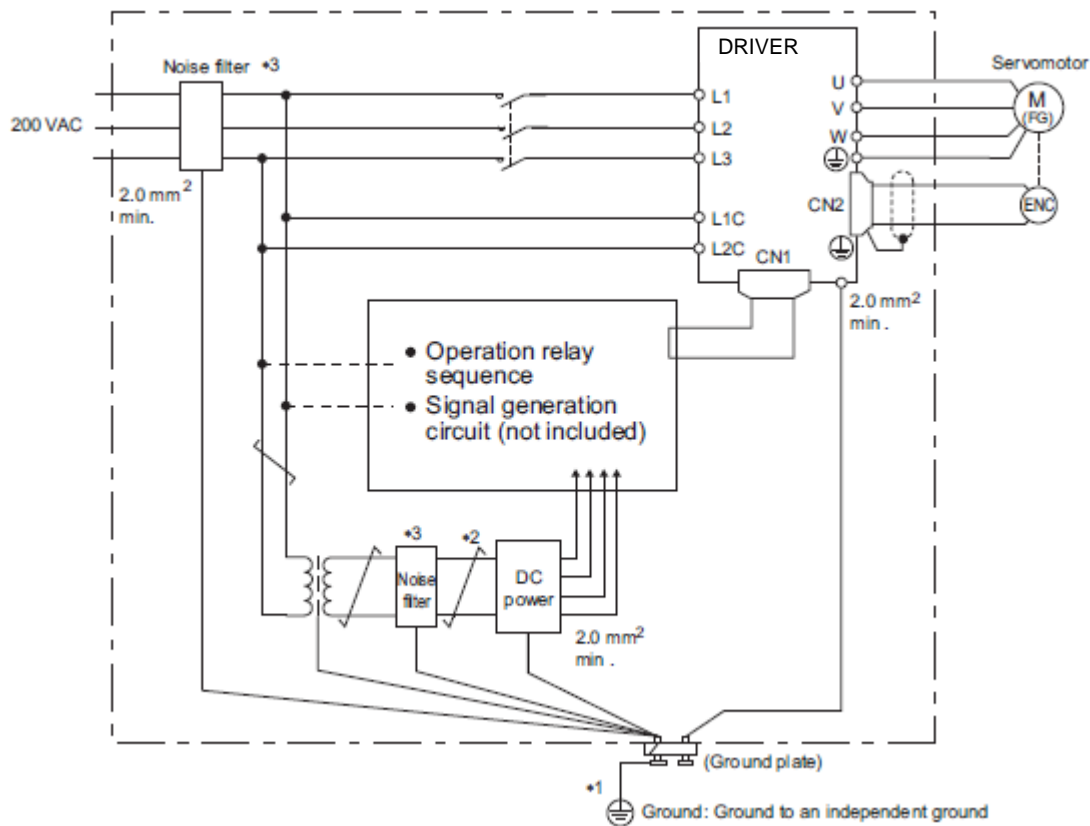 DRIVER
Noise filter *3
Servomotor
L1
U
M
(FG)
V
200 VAC
L2
W
L3
2.0 mm2
min.
CN2
ENC
L1C
L2C
CN1
2.0 mm2
min .
● Operation relay
sequence
● Signal generation
circuit (not included)
*3
*2
Noise
filter
DC
power
2.0 mm2
min .
(Ground plate)
*1
Ground: Ground to an independent ground